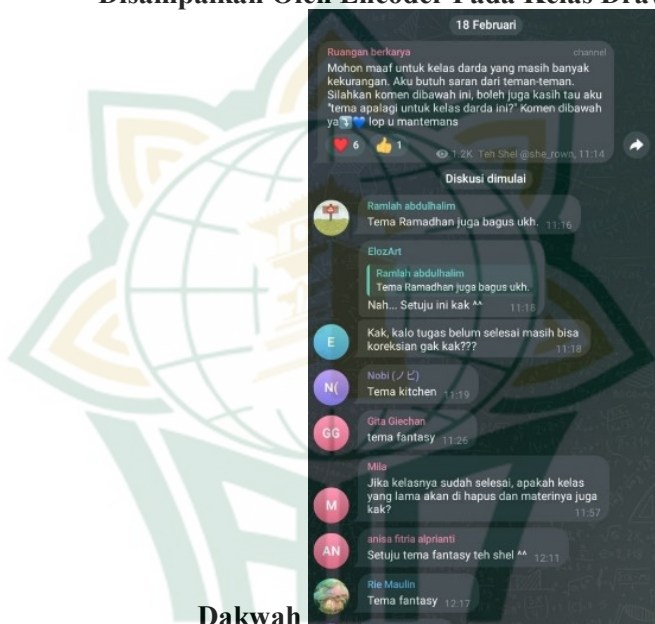 Disampaikan Oleh Encoder Pada Kelas
18 Februari
Ruangan berkarya channel
Mohon maaf untuk kelas darda yang masih banyak
kekurangan. Aku butuh saran dari teman-teman.
Silahkan komen dibawah ini, boleh juga kasih tau aku
"tema apalagi untuk kelas darda ini?" Komen dibawah
ya⤵️💙 lop u mantemans
❤️ 6 👍 1
1.2K Teh Shel @she_rown, 11:14
Diskusi dimulai
Ramlah abdulhalim
Tema Ramadhan juga bagus ukh. 11:16
ElozArt
Ramlah abdulhalim
Tema Ramadhan juga bagus ukh.
Nah... Setuju ini kak ^^ 11:18
E
Kak, kalo tugas belum selesai masih bisa
koreksian gak kak??? 11:18
N(
Nobi (ノビ)
Tema kitchen 11:19
GG
Gita Giechan
tema fantasy 11:26
Mila
Jika kelasnya sudah selesai, apakah kelas
yang lama akan di hapus dan materinya juga
kak? 11:57
M
AN
anisa fitria alprianti
Setuju tema fantasy teh shel ^^ 12:11
Rie Maulin
Tema fantasy 12:17
Dakwah